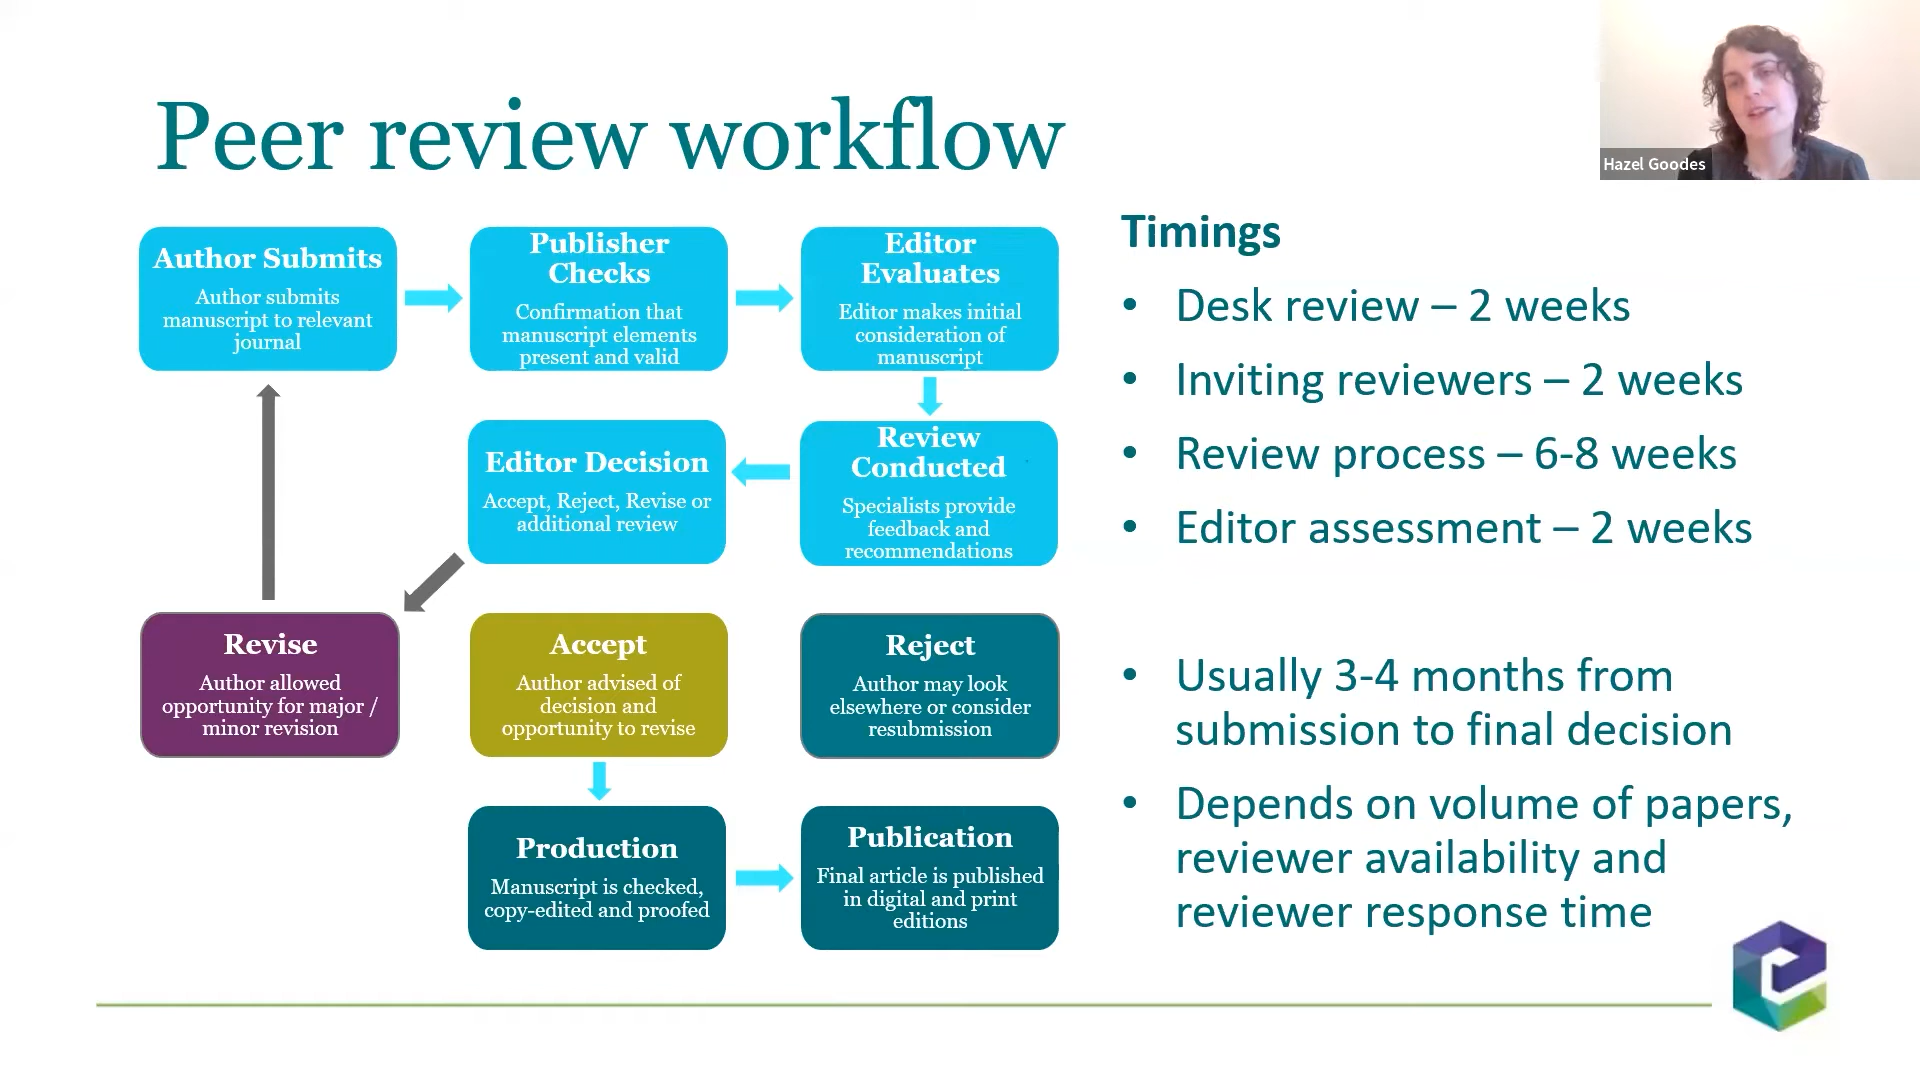 Peer review workflow
Hazel Goodes
Author Submits
Author submits
manuscript to relevant
journal
Publisher
Checks
Confirmation that
manuscript elements
present and valid
Editor
Evaluates
Editor makes initial
consideration of
manuscript
Editor Decision
Accept, Reject, Revise or
additional review
Review
Conducted
Specialists provide
feedback and
recommendations
Revise
Author allowed
opportunity for major /
minor revision
Accept
Author advised of
decision and
opportunity to revise
Reject
Author may look
elsewhere or consider
resubmission
Production
Manuscript is checked,
copy-edited and proofed
Publication
Final article is published
in digital and print
editions
Timings
• Desk review – 2 weeks
• Inviting reviewers – 2 weeks
• Review process – 6-8 weeks
• Editor assessment – 2 weeks
• Usually 3-4 months from
submission to final decision
• Depends on volume of papers,
reviewer availability and
reviewer response time